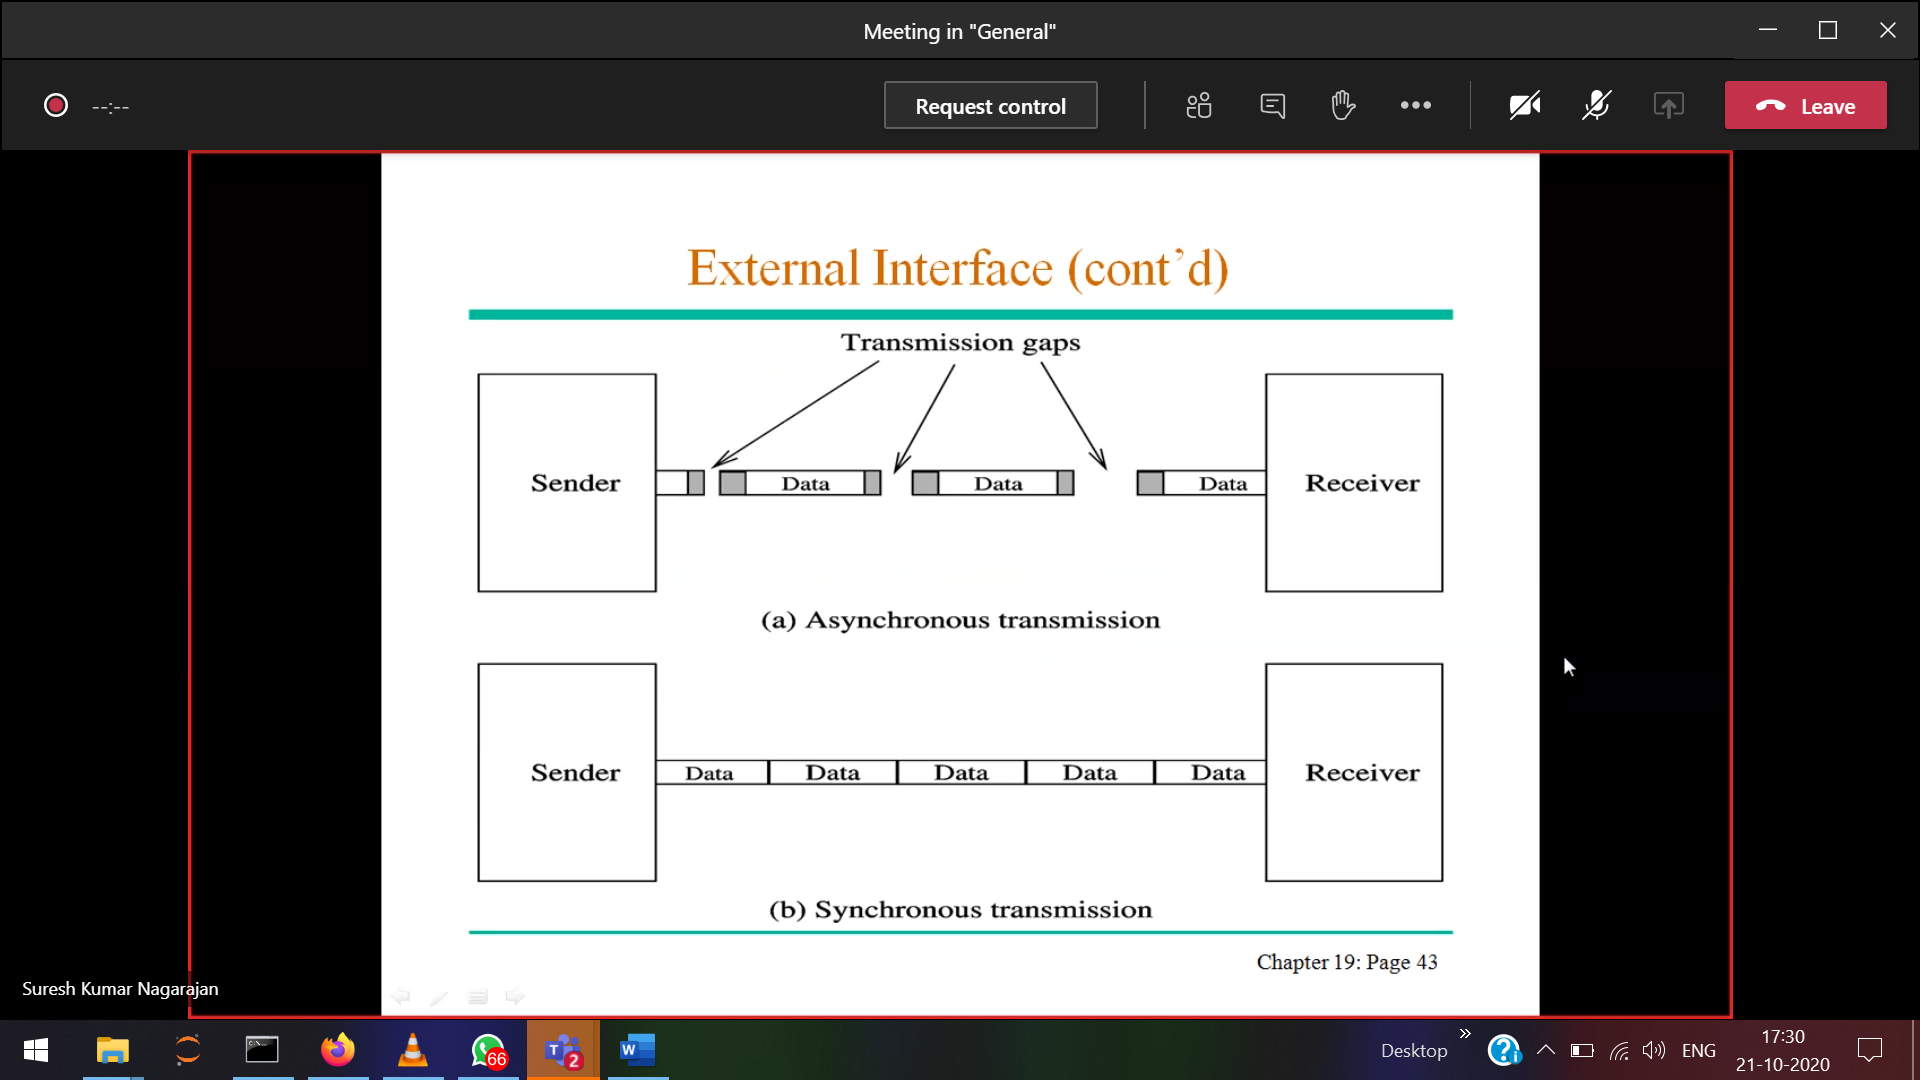 Meeting in "General"
--:--
Request control
Leave
External Interface (cont’d)
Transmission gaps
Sender
Data
Data
Data
Receiver
(a) Asynchronous transmission
Sender
Data
Data
Data
Data
Data
Receiver
(b) Synchronous transmission
Chapter 19: Page 43
Suresh Kumar Nagarajan
66
T
2
W
Desktop
»
ENG
17:30
21-10-2020